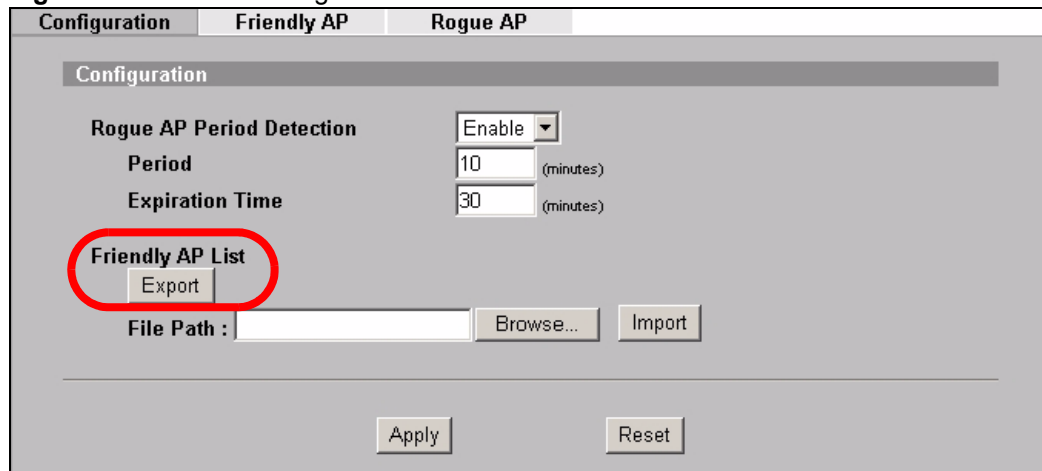 Configuration Friendly AP Rogue AP
Configuration
Rogue AP Period Detection Enable
Period 10 (minutes)
Expiration Time 30 (minutes)
Friendly AP List
Export
File Path : Browse... Import
Apply Reset